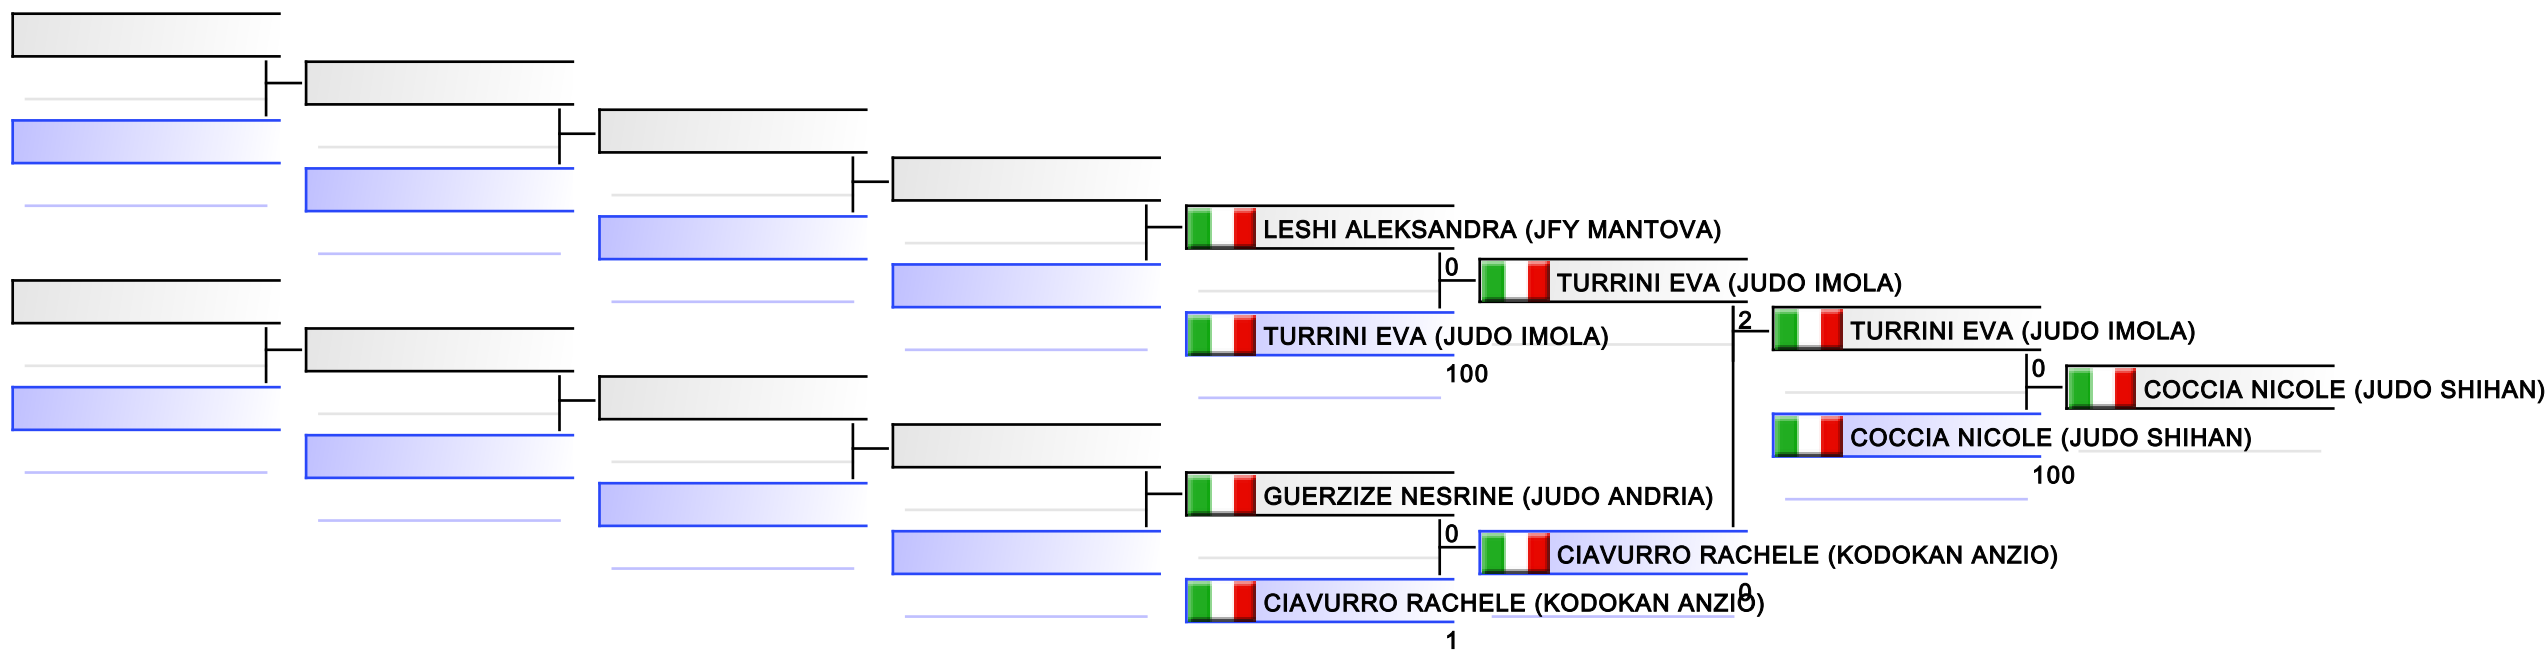 LESHI ALEKSANDRA (JFY MANTOVA)
0
TURRINI EVA (JUDO IMOLA)
TURRINI EVA (JUDO IMOLA)
100
2
TURRINI EVA (JUDO IMOLA)
0
COCCIA NICOLE (JUDO SHIHAN)
COCCIA NICOLE (JUDO SHIHAN)
100
GUERZIZE NESRINE (JUDO ANDRIA)
0
CIAVURRO RACHELE (KODOKAN ANZIO)
0
CIAVURRO RACHELE (KODOKAN ANZIO)
1